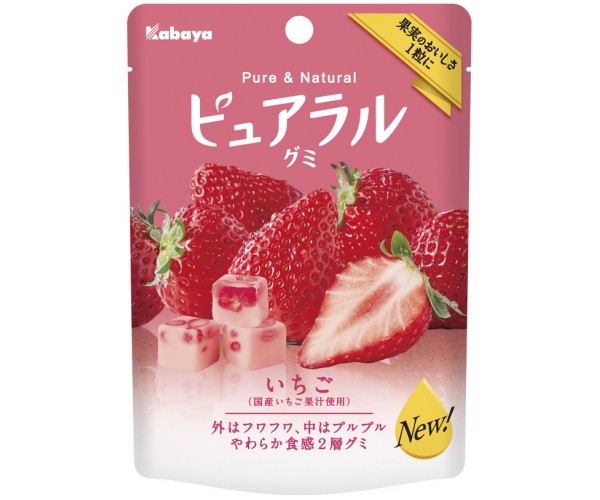 Kabaya
果実のおいしさ
1粒に
Pure & Natural
ピュアラル
グミ
いちご
(国産いちご果汁使用)
外はフワフワ、中はプルプル
やわらか食感2層グミ
New!